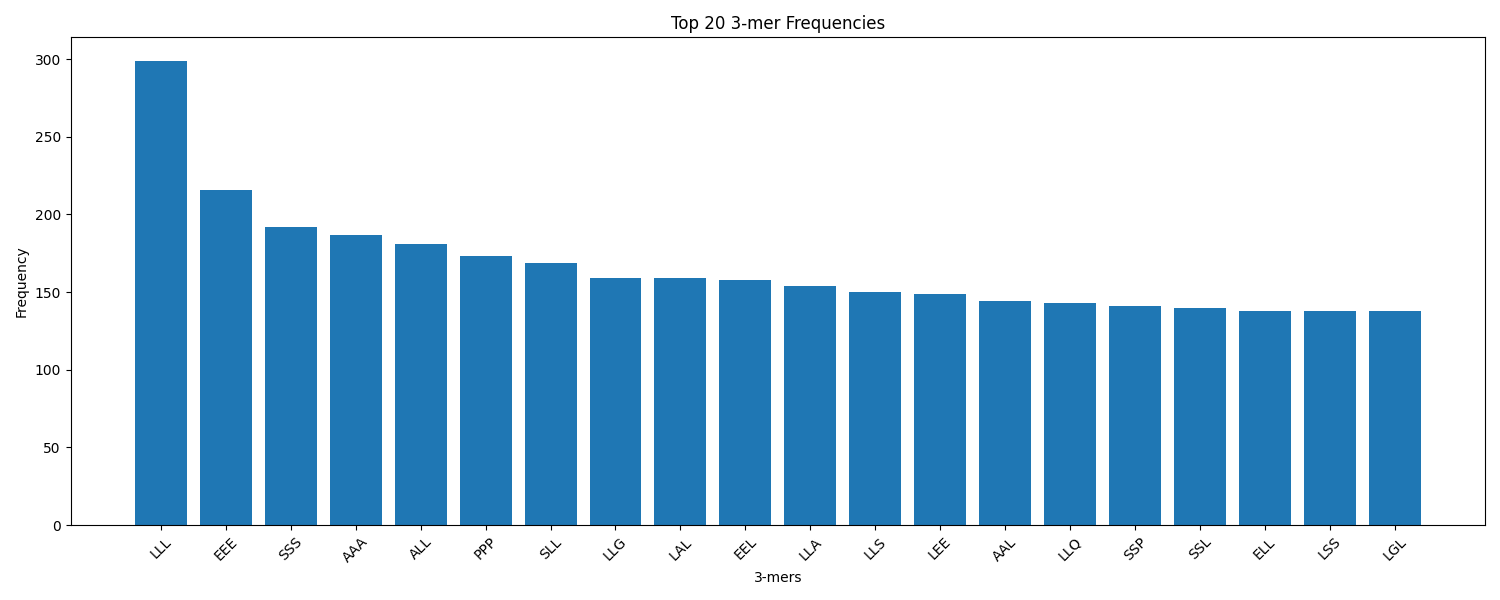 Top 20 3-mer Frequencies
Frequency
300
250
200
150
100
50
0
LLL EEE SSS AAA ALL PPP SLL LLG LAL EEL LLA LLS LEE AAL LLQ SSP SSL ELL LSS LGL
3-mers